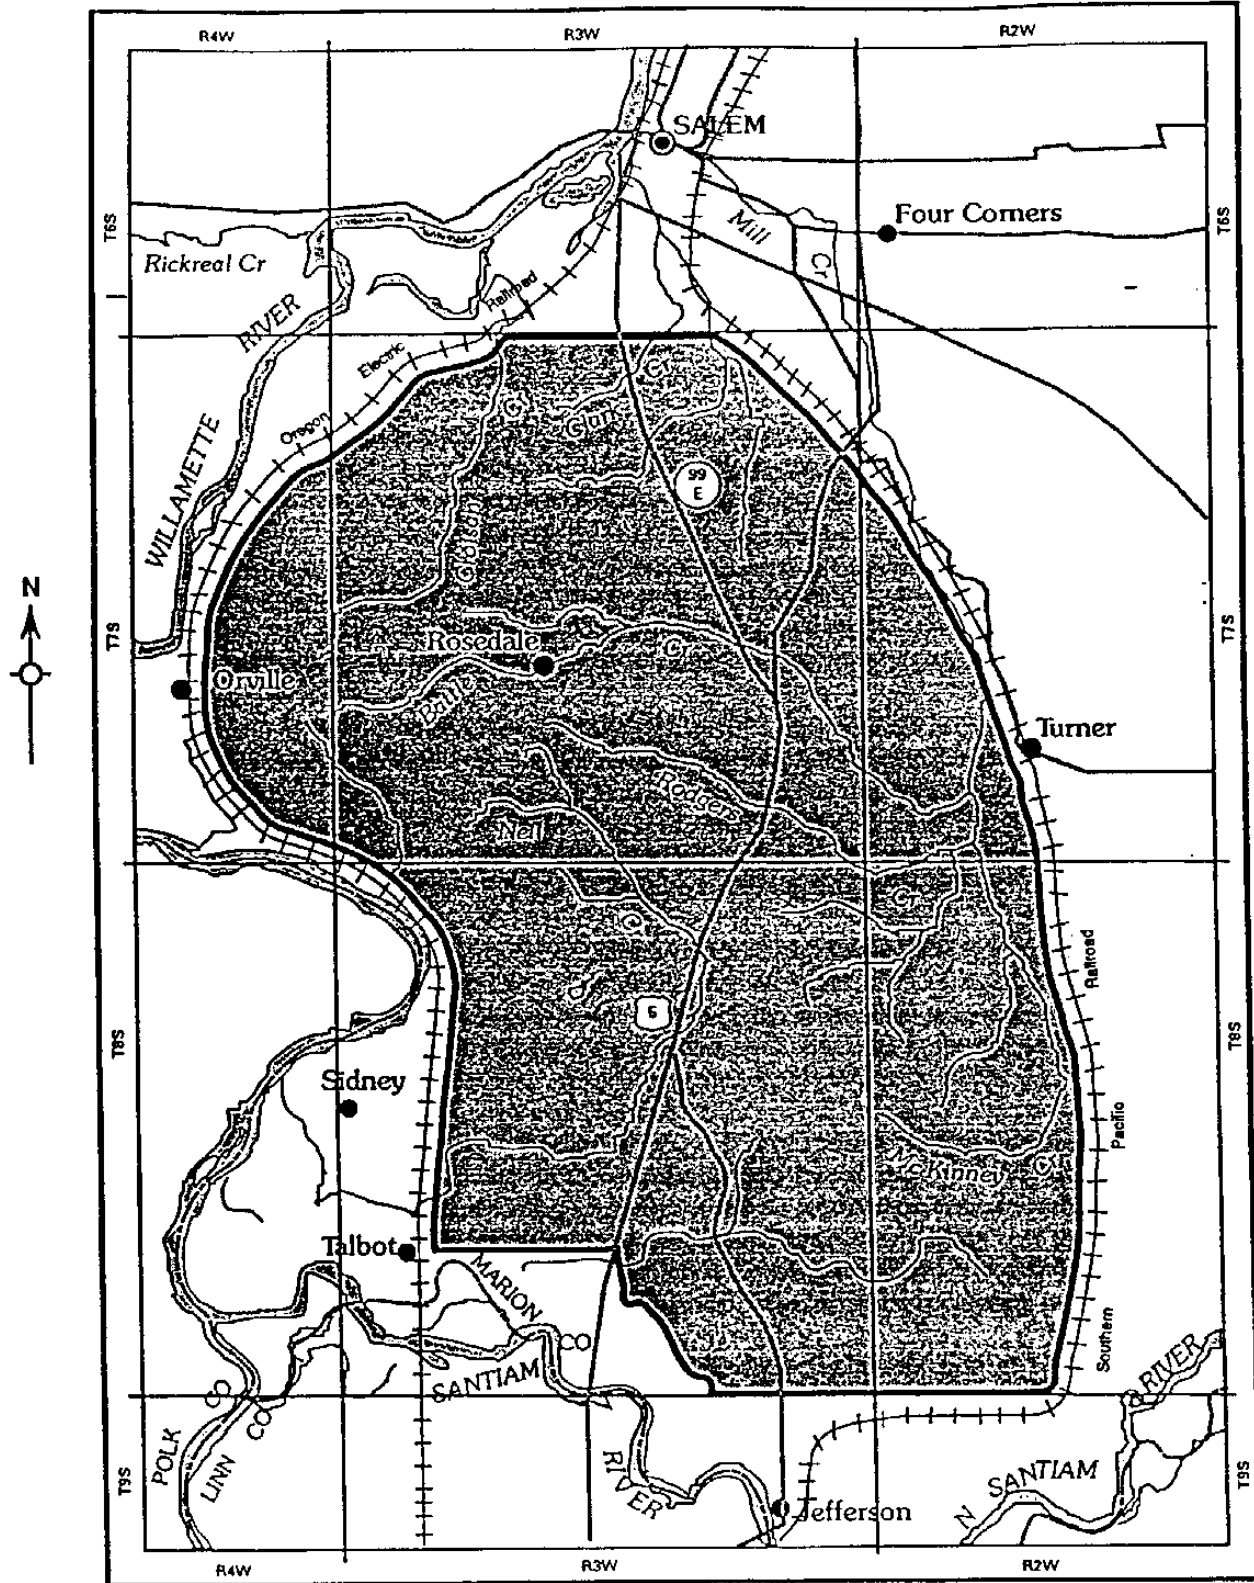 R4W
R3W
R2W
SALEM
T6S
T6S
Four Corners
Mill
Cr
Rickreal Cr
RIVER
Railroad
Electric
Oregon
WILLAMETTE
Cr
Clark
Cr
99
E
N
T7S
T7S
Rosedale
Cr
Orville
Turner
Neil
Cr
Cr
6
Railroad
T8S
T8S
Sidney
Pacific
McKinney
Cr
Talbot
MARION
CO
SANTIAM
Southern
RIVER
CO
CO
POLK
LINN
RIVER
SANTIAM
N
T9S
T9S
Jefferson
R4W
R3W
R2W